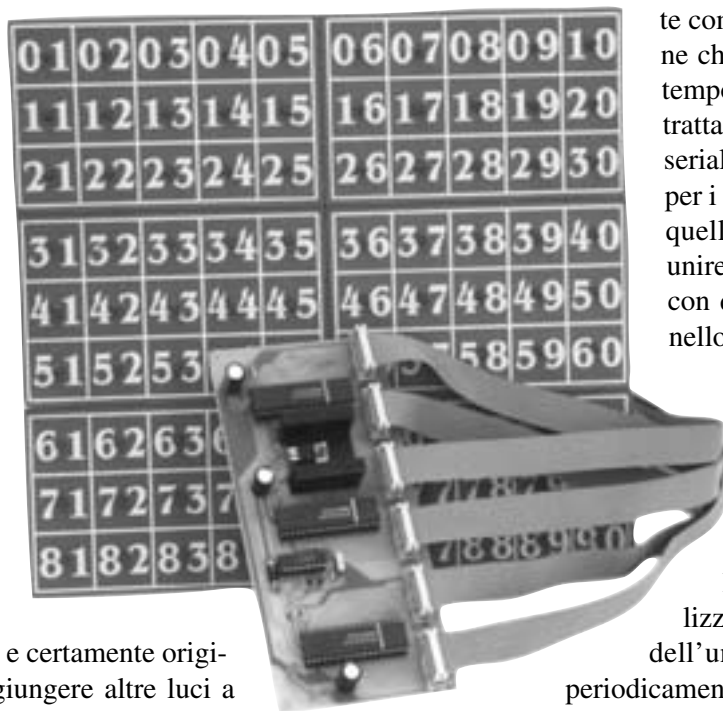 01 02 03 04 05 06 07 08 09 10
11 12 13 14 15 16 17 18 19 20
21 22 23 24 25 26 27 28 29 30
31 32 33 34 35 36 37 38 39 40
41 42 43 44 45 46 47 48 49 50
51 52 53 58 59 60
61 62 63
71 72 73 78 79
81 82 83 88 89 90
te
ne ch
tempo
tratta
serial
per i
quell
unire
con
nello
lizz
dell'u
periodicamen
e certamente origi-
giungere altre luci a